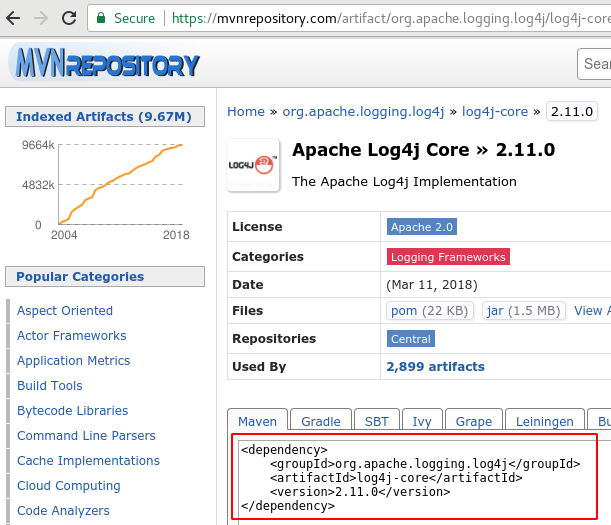 Secure
https://mvnrepository.com/artifact/org.apache.logging.log4j/log4j-core
MVNREPOSITORY
Indexed Artifacts (9.67M)
9664k
4832k
0
2004 2018
Popular Categories
Aspect Oriented
Actor Frameworks
Application Metrics
Build Tools
Bytecode Libraries
Command Line Parsers
Cache Implementations
Cloud Computing
Code Analyzers
Sear
Home » org.apache.logging.log4j » log4j-core » 2.11.0
LOG4J
Apache Log4j Core » 2.11.0
The Apache Log4j Implementation
License Apache 2.0
Categories Logging Frameworks
Date (Mar 11, 2018)
Files pom (22 KB) jar (1.5 MB) View A
Repositories Central
Used By 2,899 artifacts
Maven Gradle SBT Ivy Grape Leiningen Bu
<dependency>
<groupId>org.apache.logging.log4j</groupId>
<artifactId>log4j-core</artifactId>
<version>2.11.0</version>
</dependency>